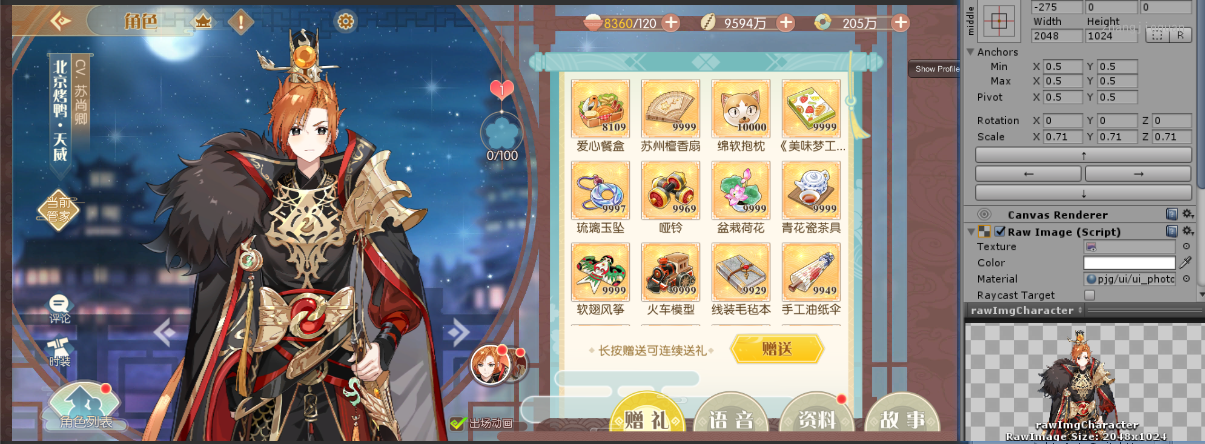 角色
8360/120
9594万
205万
CV·苏尚卿
北京烤鸭·天威
当前管家
1
0/100
评论
时装
角色列表
出场动画
8109
9999
10000
9999
爱心餐盒
苏州檀香扇
绵软抱枕
《美味梦工...
9997
9969
9999
9999
琉璃玉坠
哑铃
盆栽荷花
青花瓷茶具
9999
9999
9929
9949
软翅风筝
火车模型
线装毛毡本
手工油纸伞
长按赠送可连续送礼
赠送
赠礼
语音
资料
故事
Show Profile
middle
-275
0
0
Width
Height
2048
1024
R
Anchors
Min X 0.5 Y 0.5
Max X 0.5 Y 0.5
Pivot X 0.5 Y 0.5
Rotation X 0 Y 0 Z 0
Scale X 0.71 Y 0.71 Z 0.71
↑
← →
↓
Canvas Renderer
Raw Image (Script)
Texture
Color
Material pjg/ui/ui_photo
Raycast Target
rawImgCharacter
rawImgCharacter
RawImage Size: 2048x1024